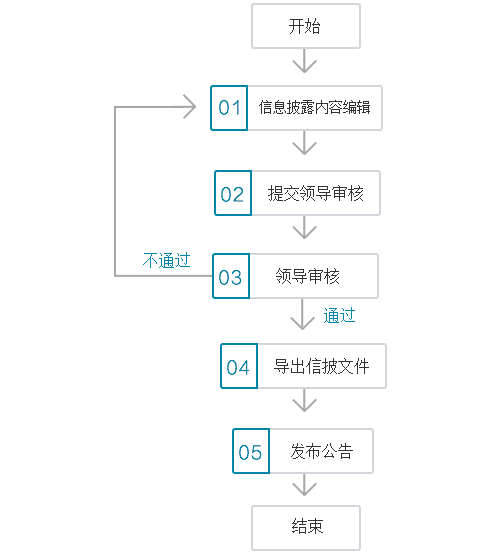 开始
01 信息披露内容编辑
02 提交领导审核
不通过
03 领导审核
通过
04 导出信披文件
05 发布公告
结束